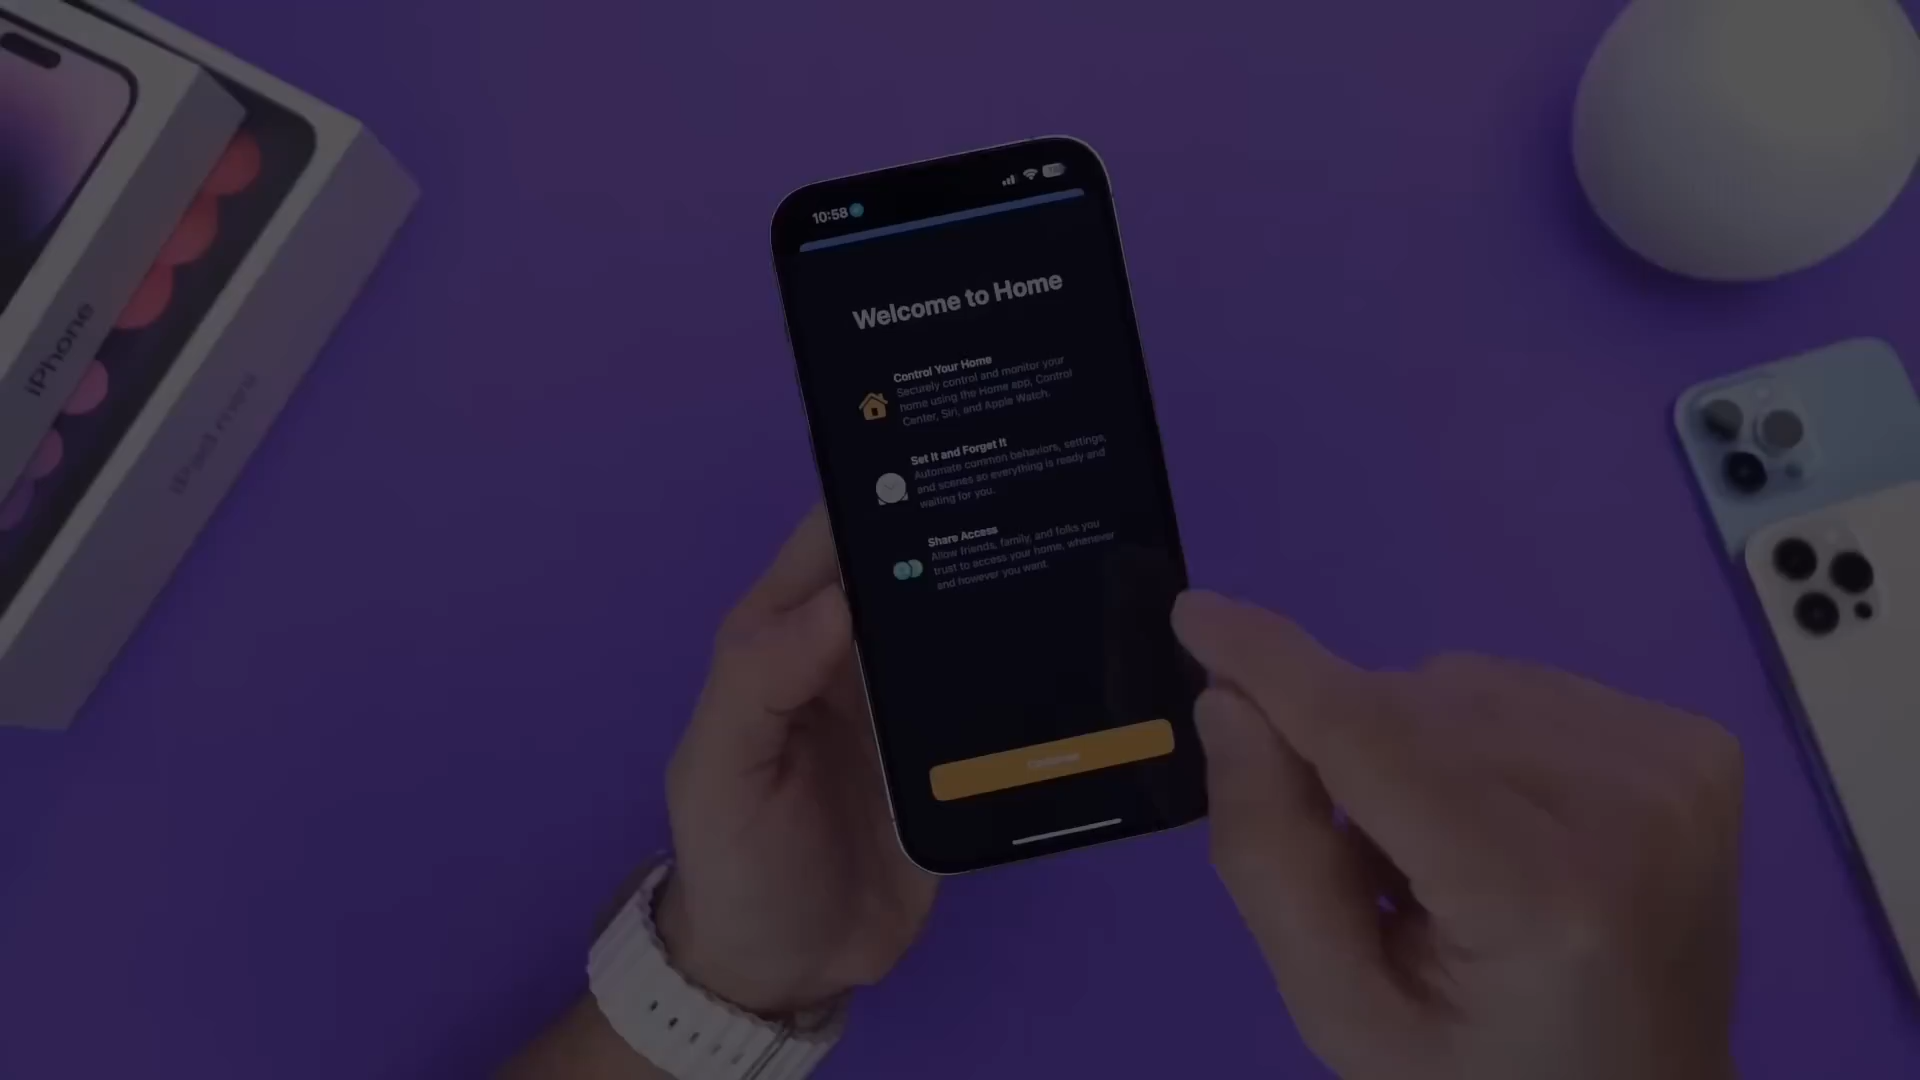 iPhone
iPad mini
10:58
Welcome to Home
Control Your Home
Securely control and monitor your
home using the Home app, Control
Center, Siri, and Apple Watch.
Set It and Forget It
Automate common behaviors, settings,
and scenes so everything is ready and
waiting for you.
Share Access
Allow friends, family, and folks you
trust to access your home, whenever
and however you want.
Continue